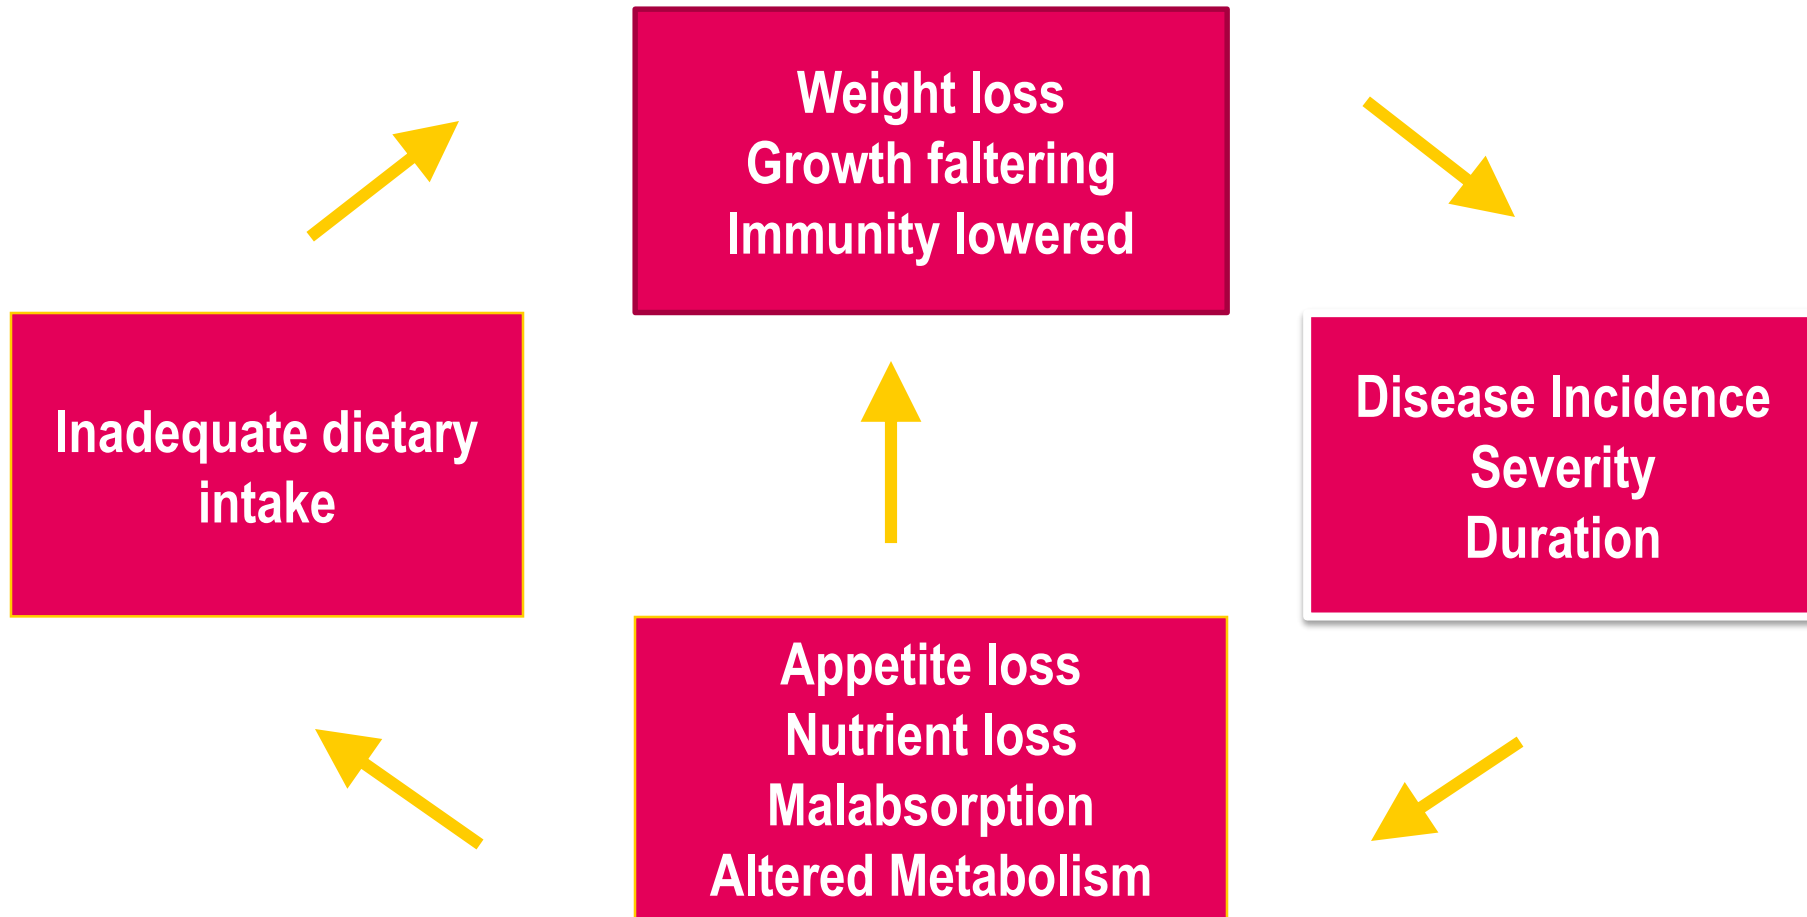 Weight loss
Growth faltering
Immunity lowered
Inadequate dietary
intake
Disease Incidence
Severity
Duration
Appetite loss
Nutrient loss
Malabsorption
Altered Metabolism